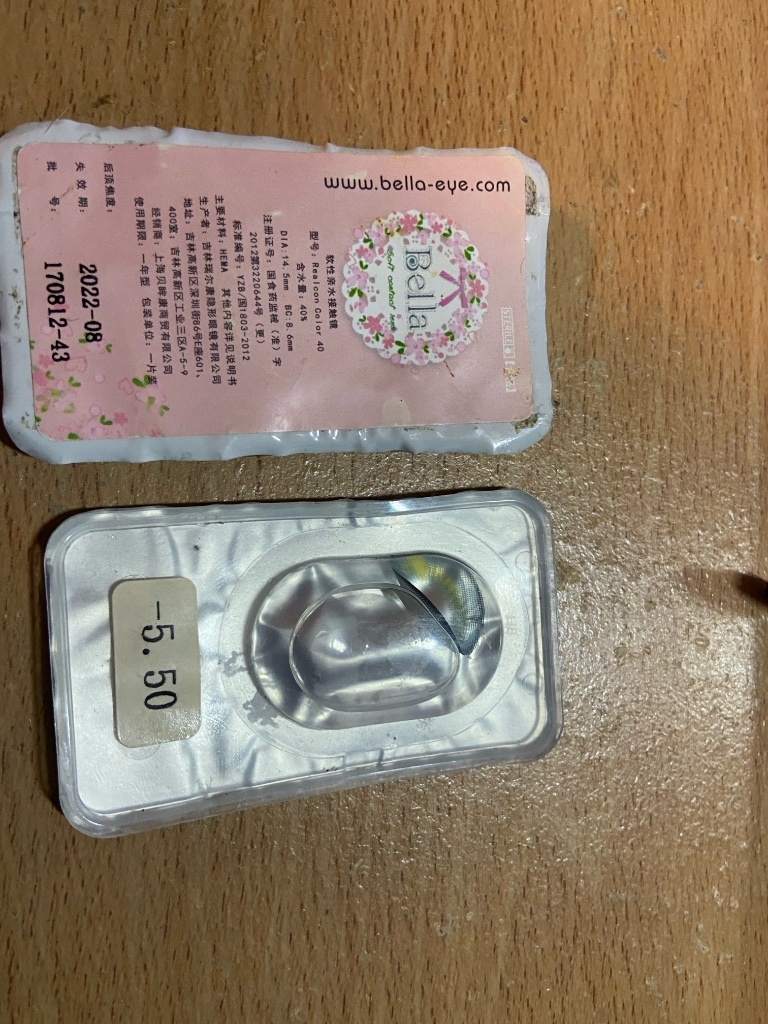 www.bella-eye.com
Bella
软性亲水接触镜
型号: Realcon Color 40
含水量: 40%
DIA:14.5mm BC:8.6mm
注册证号: 国食药监械(准)字
2012第3220644号(更)
标准编号: YZB/国1803-2012
主要材料: HEMA 其他内容详见说明书
生产者: 吉林瑞尔康隐形眼镜有限公司
地址: 吉林高新区深圳街86号E座601、
400室; 吉林高新区工业三区A-5-9
经销商: 上海贝眸康商贸有限公司
使用期限: 一年型 包装单位: 一片装
后顶焦度:
失效期: 2022-08
批号: 170812-43
-5.50